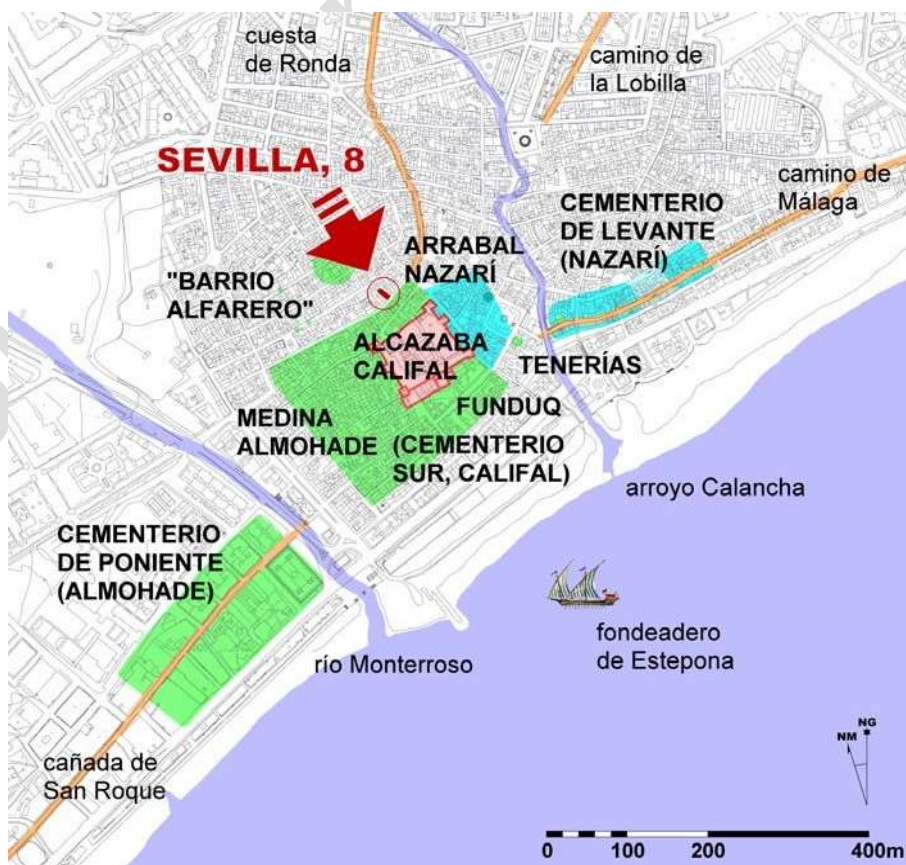 cuesta
de Ronda
camino de
la Lobilla
SEVILLA, 8
camino de
Málaga
CEMENTERIO
DE LEVANTE
(NAZARÍ)
ARRABAL
NAZARÍ
"BARRIO
ALFARERO"
ALCAZABA
CALIFAL
TENERÍAS
FUNDUQ
MEDINA
ALMOHADE
(CEMENTERIO
SUR, CALIFAL)
arroyo Calancha
CEMENTERIO
DE PONIENTE
(ALMOHADE)
fondeadero
de Estepona
río Monterroso
cañada de
San Roque
NG
NM
0 100 200 400m